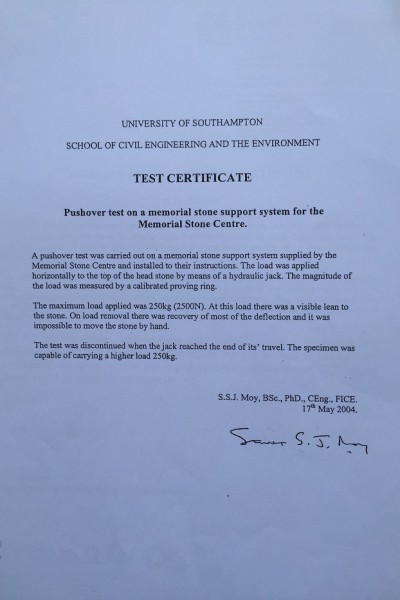 UNIVERSITY OF SOUTHAMPTON
SCHOOL OF CIVIL ENGINEERING AND THE ENVIRONMENT
TEST CERTIFICATE
Pushover test on a memorial stone support system for the
Memorial Stone Centre.
A pushover test was carried out on a memorial stone support system supplied by the
Memorial Stone Centre and installed to their instructions. The load was applied
horizontally to the top of the head stone by means of a hydraulic jack. The magnitude of
the load was measured by a calibrated proving ring.
The maximum load applied was 250kg (2500N). At this load there was a visible lean to
the stone. On load removal there was recovery of most of the deflection and it was
impossible to move the stone by hand.
The test was discontinued when the jack reached the end of its' travel. The specimen was
capable of carrying a higher load 250kg.
S.S.J. Moy, BSc., PhD., CEng., FICE.
17th May 2004.
S. J. Moy